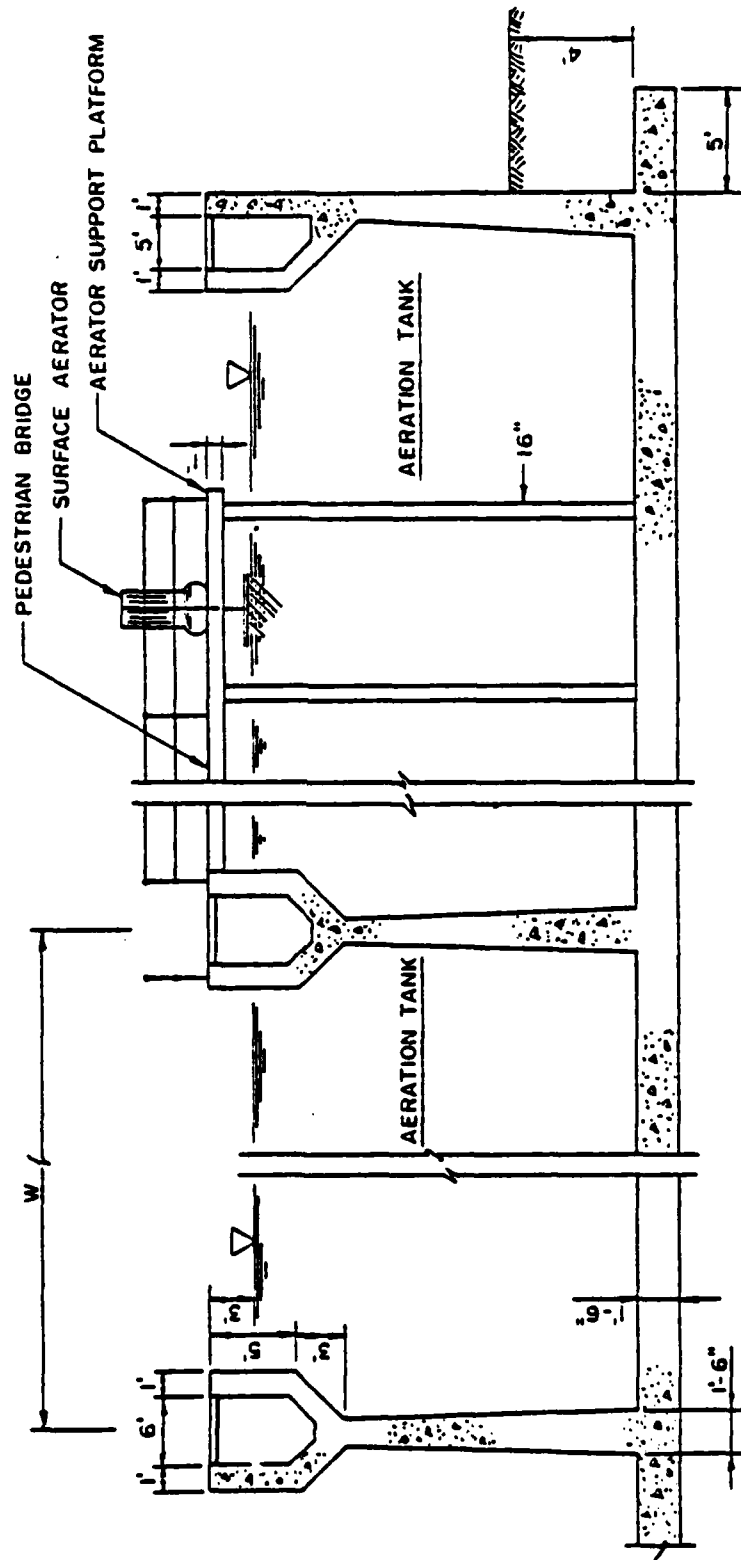 PEDESTRIAN BRIDGE
SURFACE AERATOR
AERATOR SUPPORT PLATFORM
W
1'
6'
1'
3'
5'
3'
1'
5'
1'
1'
AERATION TANK
AERATION TANK
16"
4'
5'
1'-6"
1'-6"